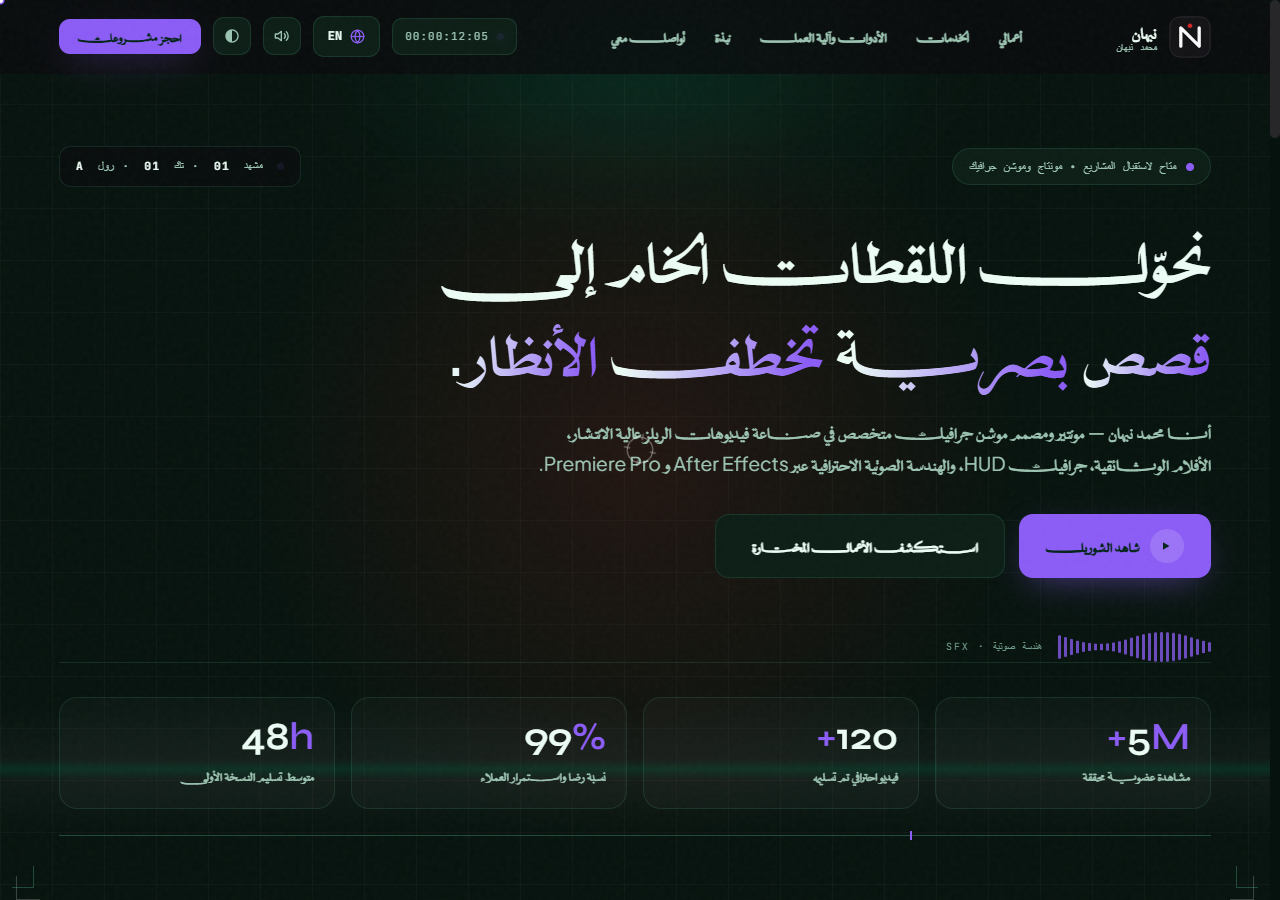 نبهان
محمد نبهان
أعمالي
الخدمات
الأدوات وآلية العمل
نبذة
تواصل معي
00:00:12:05
EN
احجز مشروعك
متاح لاستقبال المشاريع • مونتاج وموشن جرافيك
مشهد 01 · تك 01 · رول A
نحوّل اللقطات الخام إلى
قصص بصرية تخطف الأنظار.
أنا محمد نبهان — مونتير ومصمم موشن جرافيك متخصص في صناعة فيديوهات الريلز عالية الانتشار،
الأفلام الوثائقية، جرافيك HUD، والهندسة الصوتية الاحترافية عبر After Effects و Premiere Pro.
شاهد الشوريل
استكشف الأعمال المختارة
هندسة صوتية · SFX
+5M
مشاهدة عضوية محققة
+120
فيديو احترافي تم تسليمه
99%
نسبة رضا واستمرار العملاء
48h
متوسط تسليم النسخة الأولى